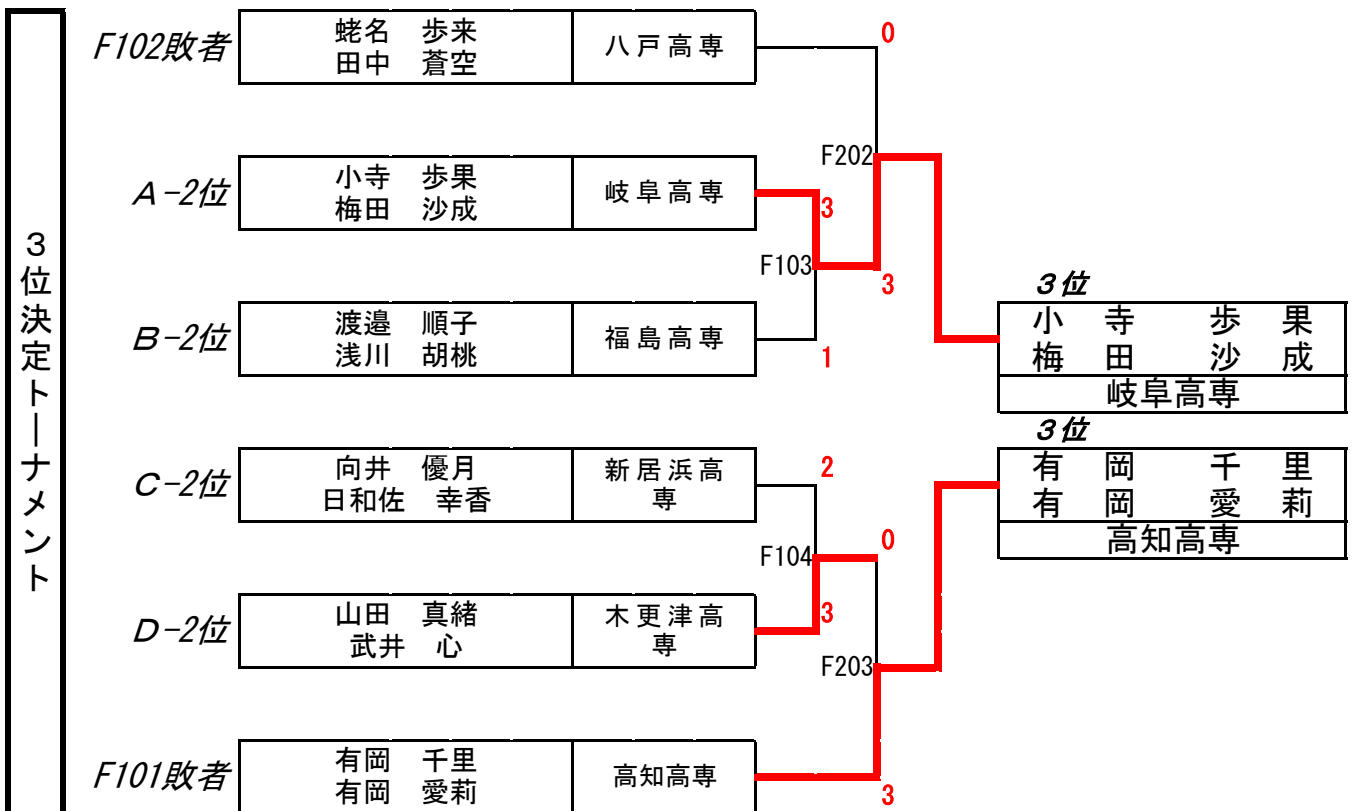 3位決定トーナメント
F102敗者
蛯名　歩来
田中　蒼空
八戸高専
0
F202
A-2位
小寺　歩果
梅田　沙成
岐阜高専
3
F103
3
B-2位
渡邉　順子
浅川　胡桃
福島高専
1
3位
小寺　歩果
梅田　沙成
岐阜高専
C-2位
向井　優月
日和佐　幸香
新居浜高
専
2
F104
0
D-2位
山田　真緒
武井　心
木更津高
専
3
F203
F101敗者
有岡　千里
有岡　愛莉
高知高専
3
3位
有岡　千里
有岡　愛莉
高知高専